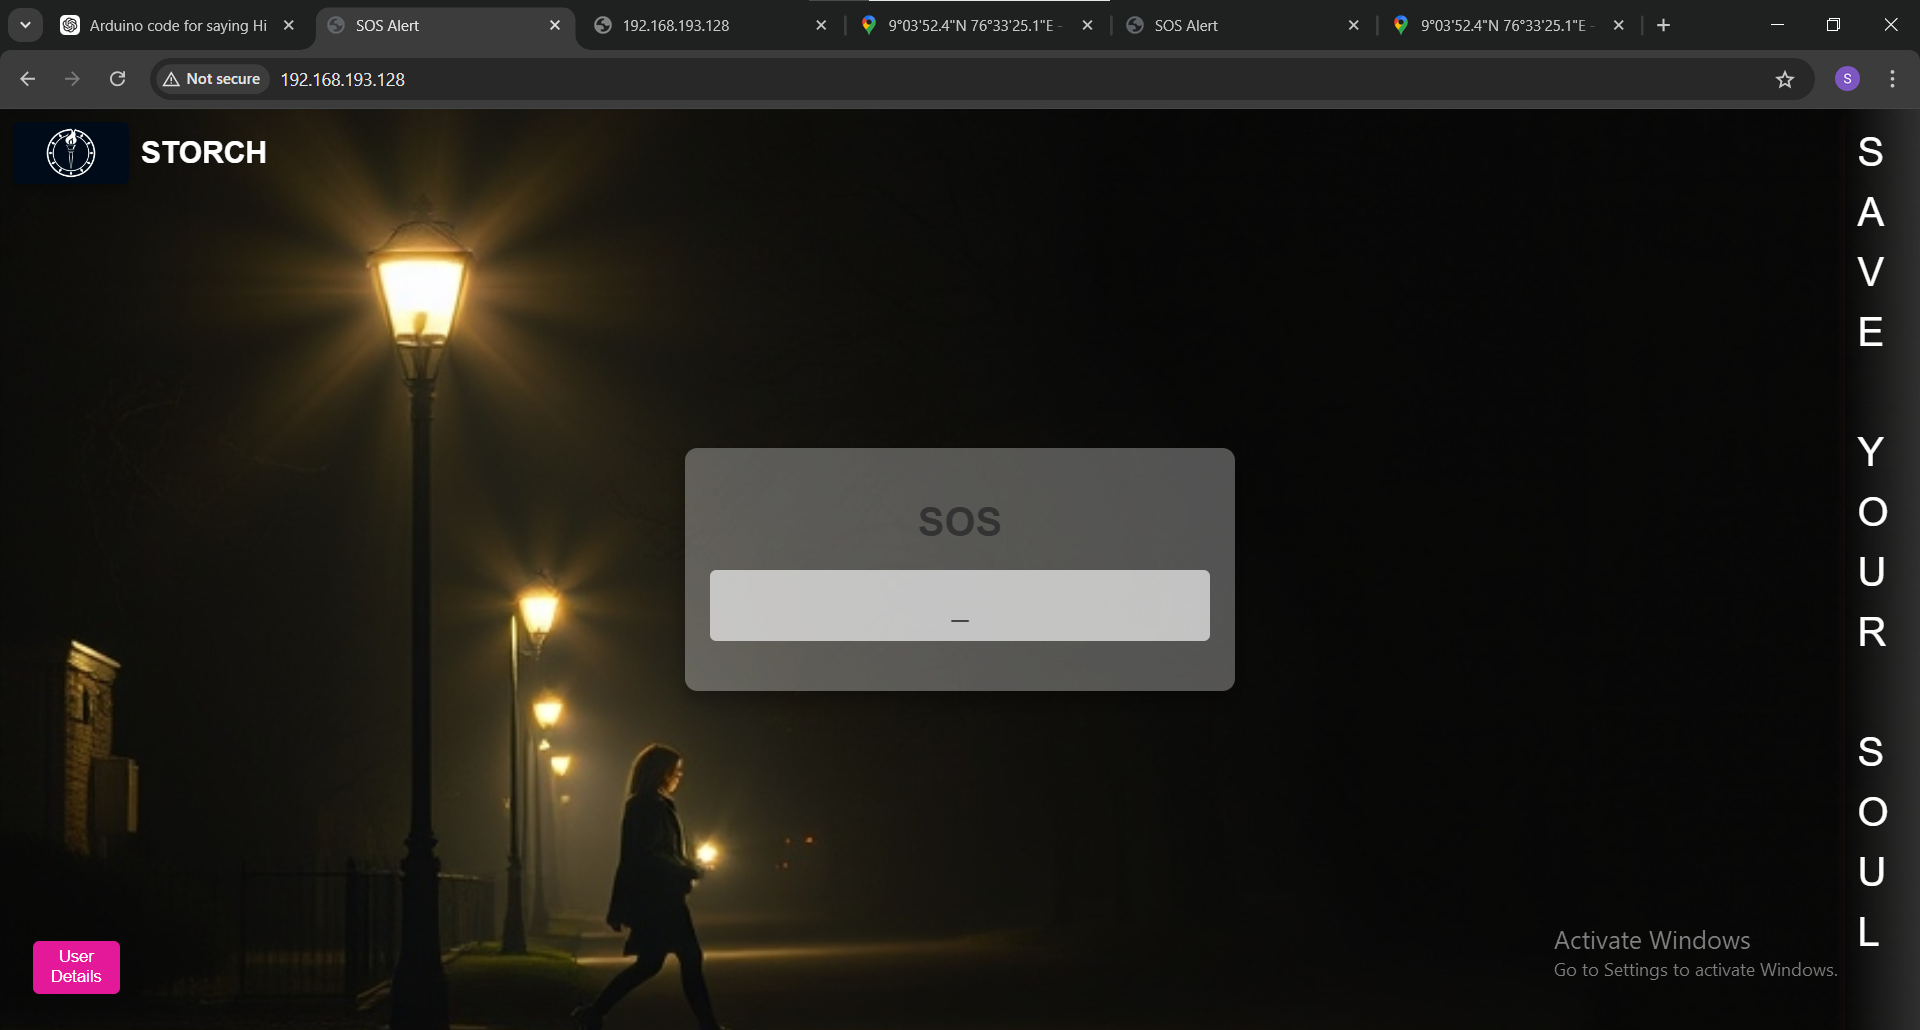 Arduino code for saying Hi
SOS Alert
192.168.193.128
9°03'52.4"N 76°33'25.1"E -
SOS Alert
9°03'52.4"N 76°33'25.1"E -
Not secure
192.168.193.128
S
STORCH
SOS
_
User
Details
S
A
V
E
Y
O
U
R
S
O
U
L
Activate Windows
Go to Settings to activate Windows.